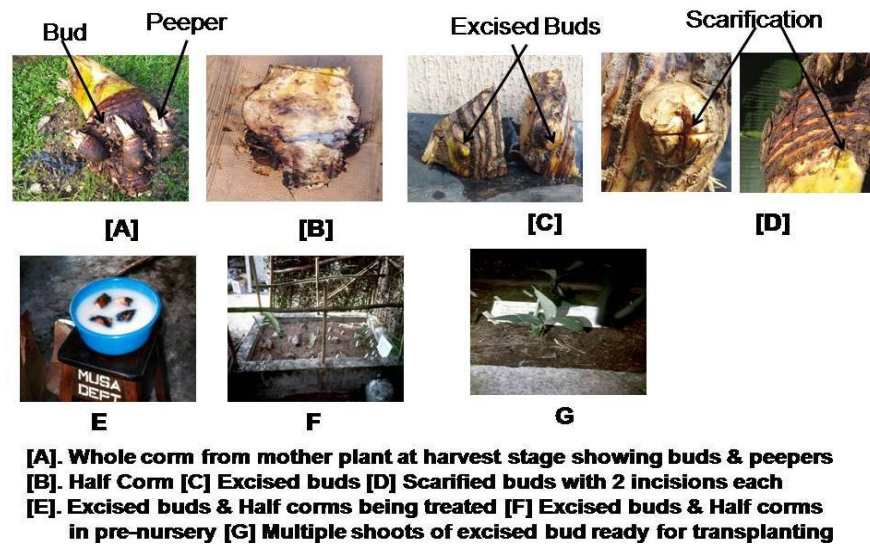 Bud
Peeper
Excised Buds
Scarification
[A]
[B]
[C]
[D]
MUSA
DEPT
E
F
G
[A]. Whole corm from mother plant at harvest stage showing buds & peepers
[B]. Half Corm [C] Excised buds [D] Scarified buds with 2 incisions each
[E]. Excised buds & Half corms being treated [F] Excised buds & Half corms
in pre-nursery [G] Multiple shoots of excised bud ready for transplanting